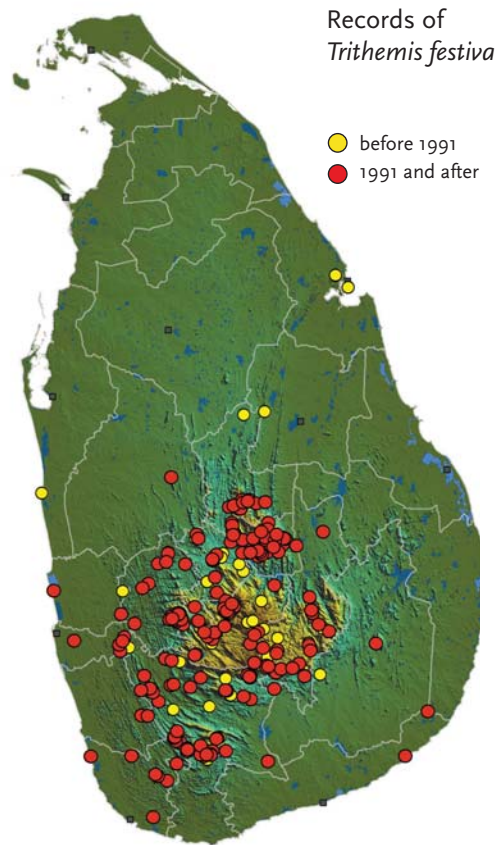 Records of
Trithemis festiva
before 1991
1991 and after